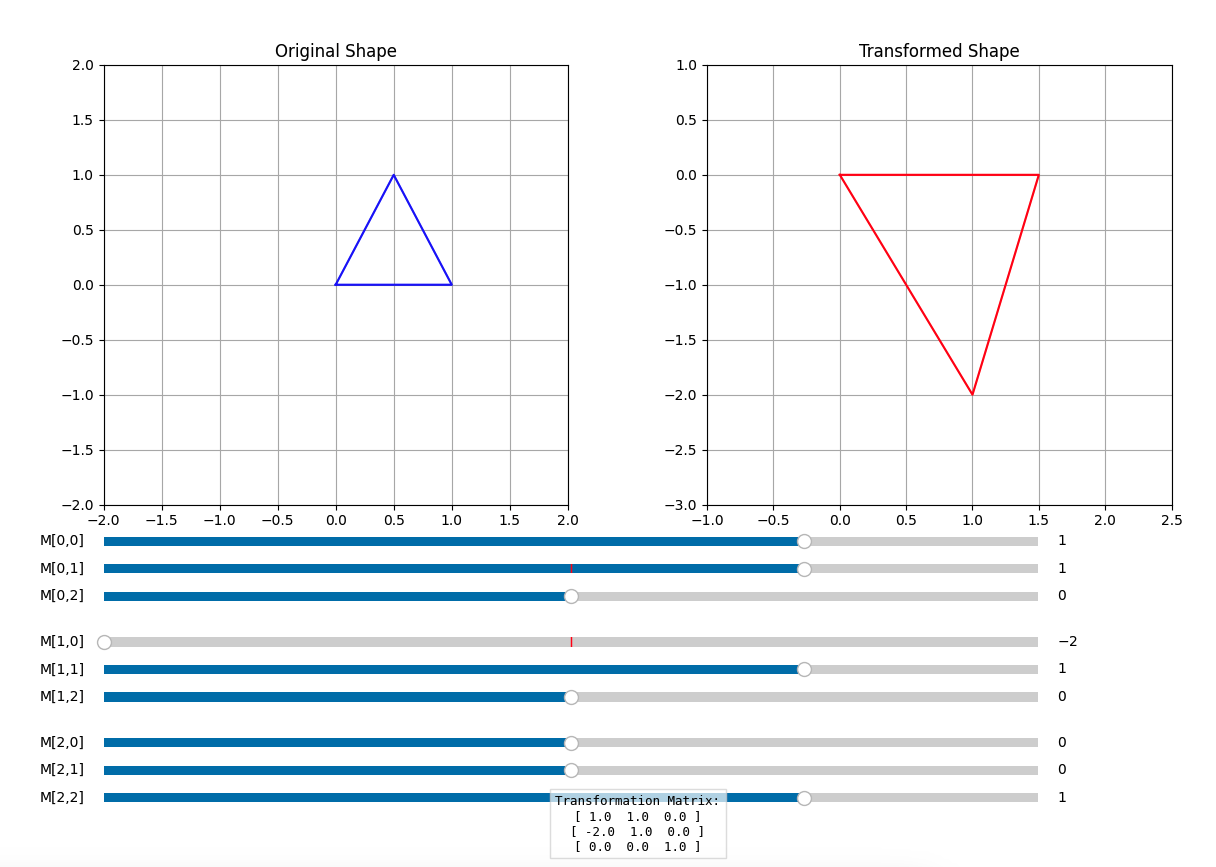 Original Shape
2.0
1.5
1.0
0.5
0.0
−0.5
−1.0
−1.5
−2.0
−2.0 −1.5 −1.0 −0.5 0.0 0.5 1.0 1.5 2.0
Transformed Shape
1.0
0.5
0.0
−0.5
−1.0
−1.5
−2.0
−2.5
−3.0
−1.0 −0.5 0.0 0.5 1.0 1.5 2.0 2.5
M[0,0] 1
M[0,1] 1
M[0,2] 0
M[1,0] −2
M[1,1] 1
M[1,2] 0
M[2,0] 0
M[2,1] 0
M[2,2] 1
Transformation Matrix:
[ 1.0 1.0 0.0 ]
[ -2.0 1.0 0.0 ]
[ 0.0 0.0 1.0 ]